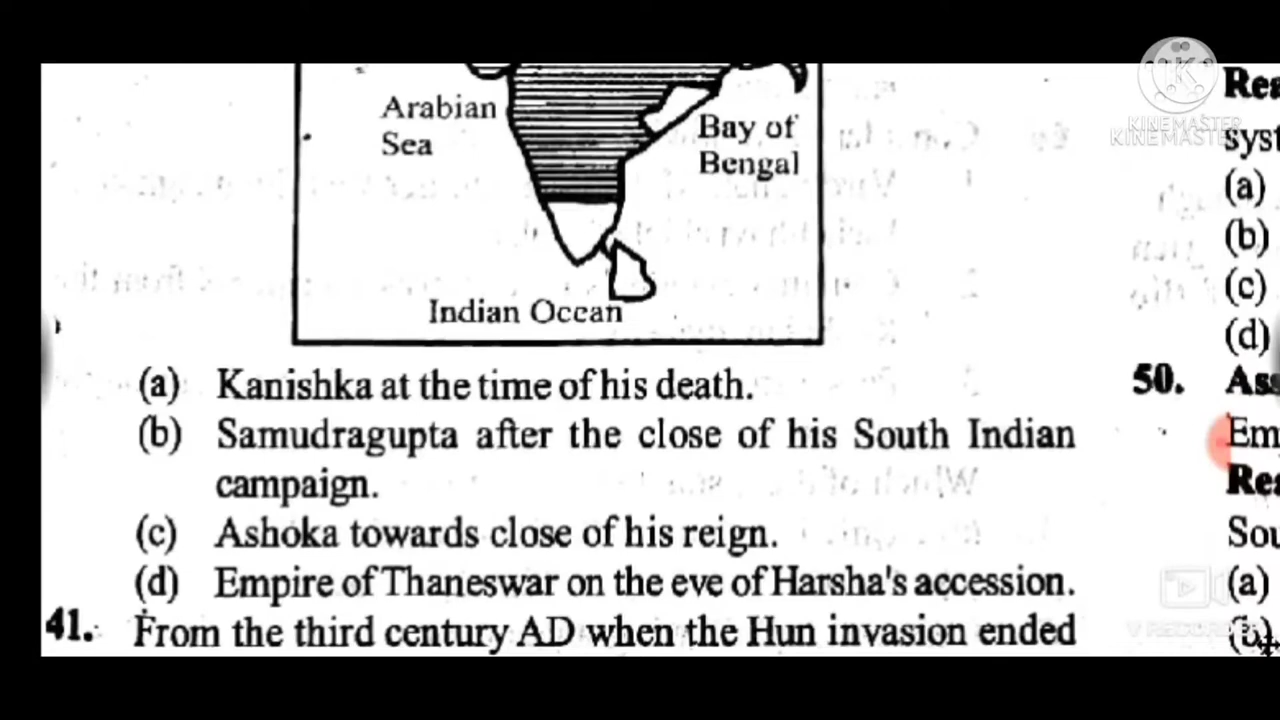 Arabian
Sea
Bay of
Bengal
Indian Ocean
(a) Kanishka at the time of his death.
(b) Samudragupta after the close of his South Indian
campaign.
(c) Ashoka towards close of his reign.
(d) Empire of Thaneswar on the eve of Harsha's accession.
41. From the third century AD when the Hun invasion ended
(a)
(b)
(c)
(d)
50.
(a)
(b)
KINEMASTER
KINEMASTER